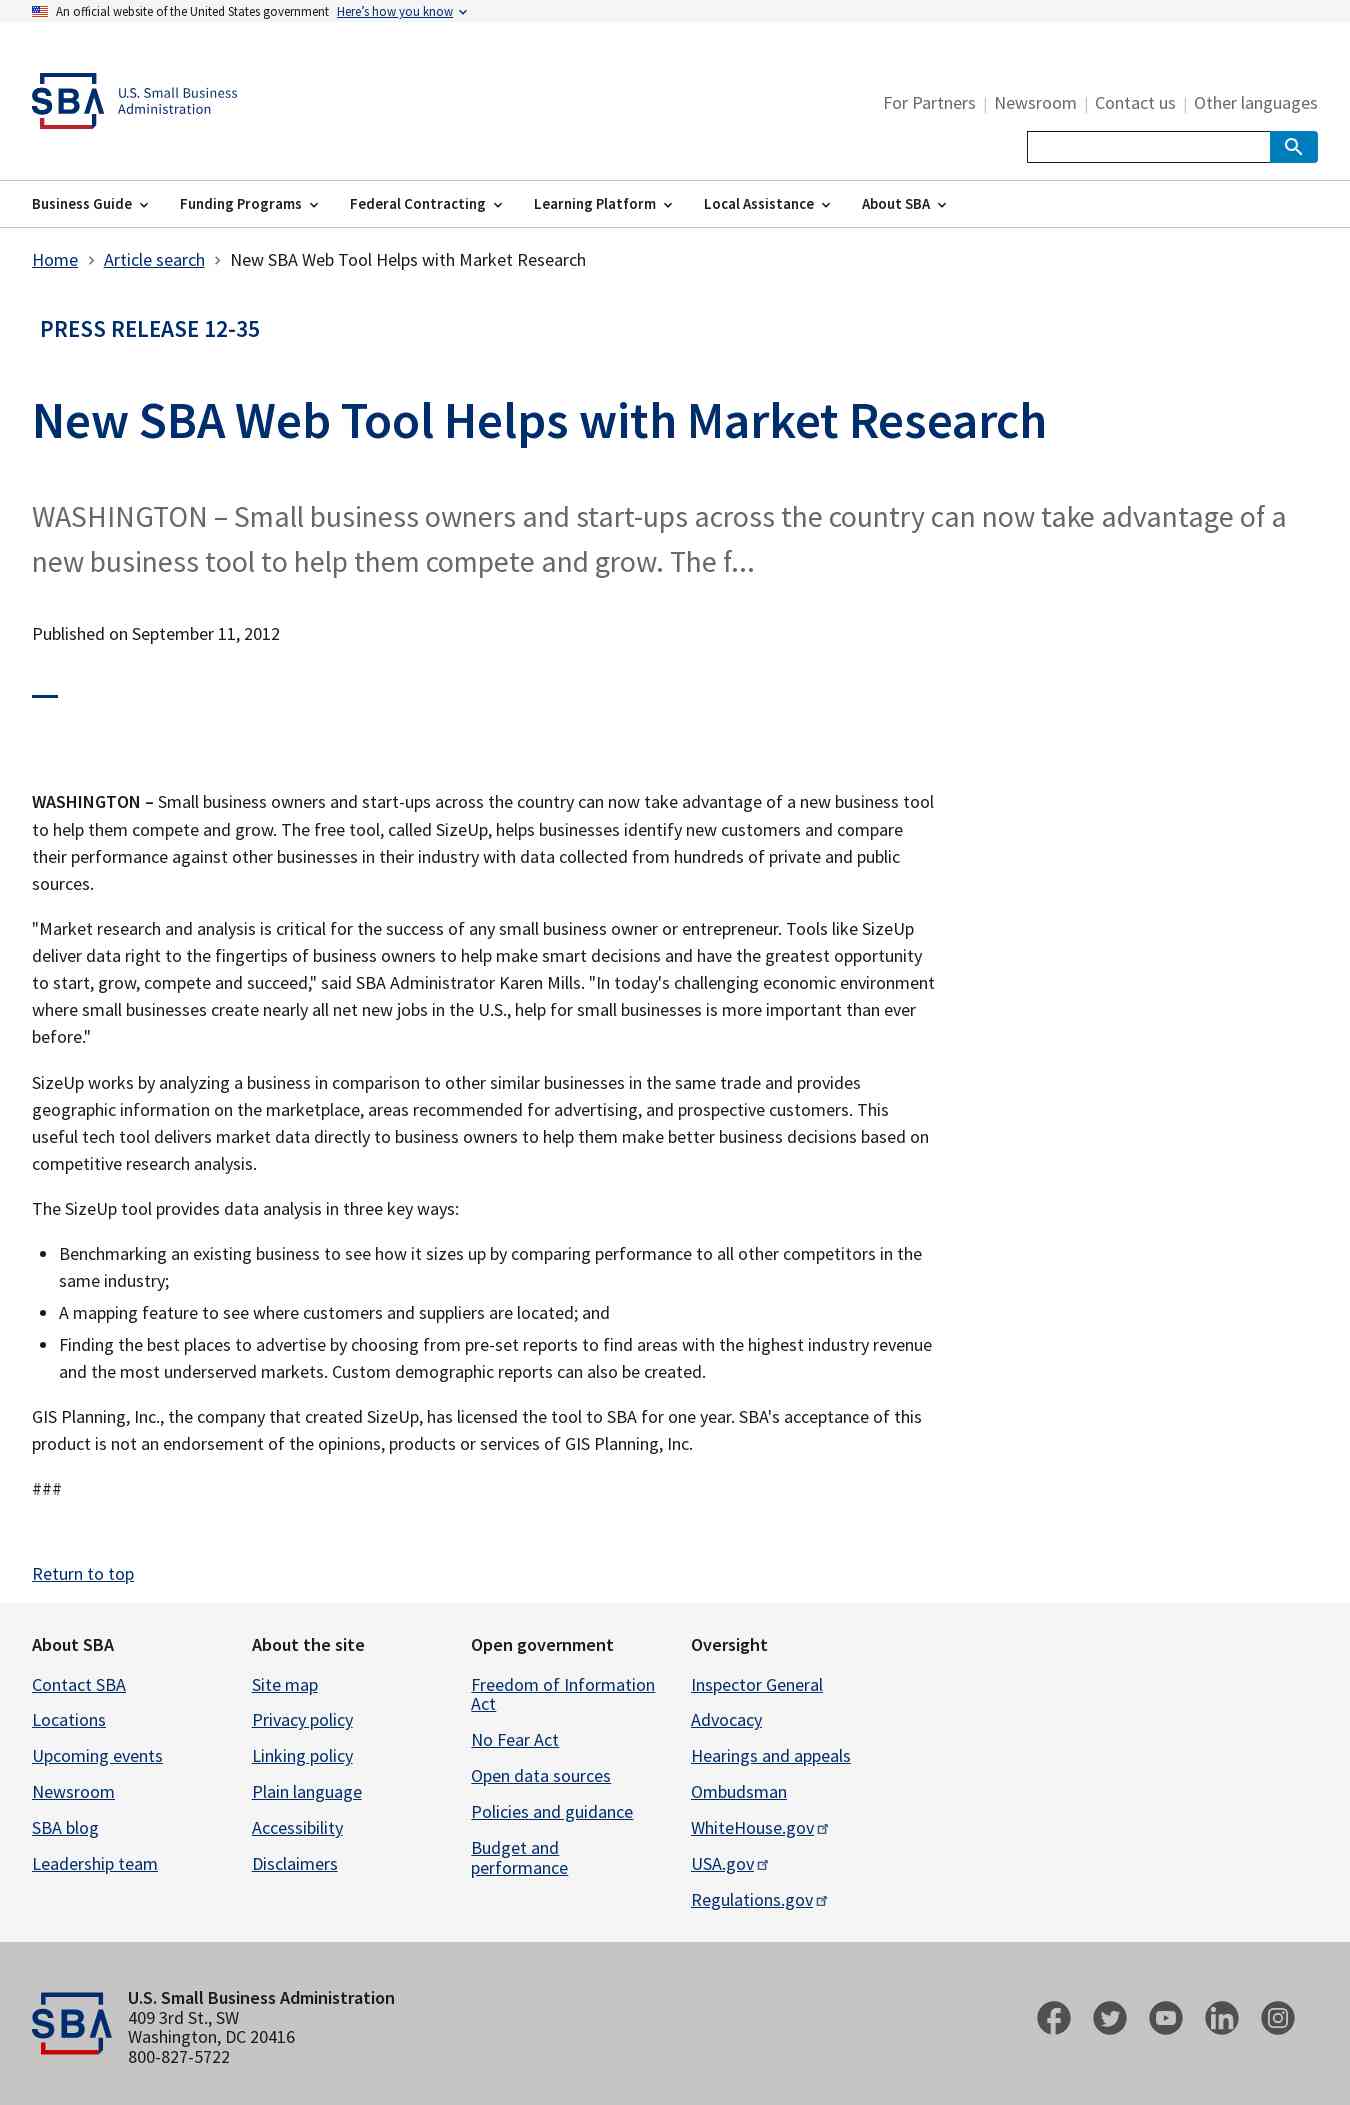 An official website of the United States government Here's how you know
SBA U.S. Small Business
Administration
For Partners | Newsroom | Contact us | Other languages
Business Guide Funding Programs Federal Contracting Learning Platform Local Assistance About SBA
Home > Article search > New SBA Web Tool Helps with Market Research
PRESS RELEASE 12-35
New SBA Web Tool Helps with Market Research
WASHINGTON – Small business owners and start-ups across the country can now take advantage of a
new business tool to help them compete and grow. The f...
Published on September 11, 2012
WASHINGTON – Small business owners and start-ups across the country can now take advantage of a new business tool
to help them compete and grow. The free tool, called SizeUp, helps businesses identify new customers and compare
their performance against other businesses in their industry with data collected from hundreds of private and public
sources.
"Market research and analysis is critical for the success of any small business owner or entrepreneur. Tools like SizeUp
deliver data right to the fingertips of business owners to help make smart decisions and have the greatest opportunity
to start, grow, compete and succeed," said SBA Administrator Karen Mills. "In today's challenging economic environment
where small businesses create nearly all net new jobs in the U.S., help for small businesses is more important than ever
before."
SizeUp works by analyzing a business in comparison to other similar businesses in the same trade and provides
geographic information on the marketplace, areas recommended for advertising, and prospective customers. This
useful tech tool delivers market data directly to business owners to help them make better business decisions based on
competitive research analysis.
The SizeUp tool provides data analysis in three key ways:
• Benchmarking an existing business to see how it sizes up by comparing performance to all other competitors in the
same industry;
• A mapping feature to see where customers and suppliers are located; and
• Finding the best places to advertise by choosing from pre-set reports to find areas with the highest industry revenue
and the most underserved markets. Custom demographic reports can also be created.
GIS Planning, Inc., the company that created SizeUp, has licensed the tool to SBA for one year. SBA's acceptance of this
product is not an endorsement of the opinions, products or services of GIS Planning, Inc.
###
Return to top
About SBA
Contact SBA
Locations
Upcoming events
Newsroom
SBA blog
Leadership team
About the site
Site map
Privacy policy
Linking policy
Plain language
Accessibility
Disclaimers
Open government
Freedom of Information
Act
No Fear Act
Open data sources
Policies and guidance
Budget and
performance
Oversight
Inspector General
Advocacy
Hearings and appeals
Ombudsman
WhiteHouse.gov
USA.gov
Regulations.gov
SBA
U.S. Small Business Administration
409 3rd St., SW
Washington, DC 20416
800-827-5722